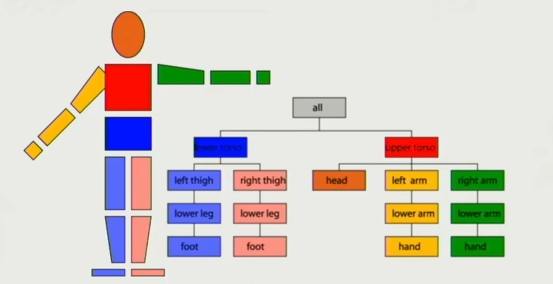 all
lower torso
upper torso
left thigh
right thigh
head
left arm
right arm
lower leg
lower leg
lower arm
lower arm
foot
foot
hand
hand